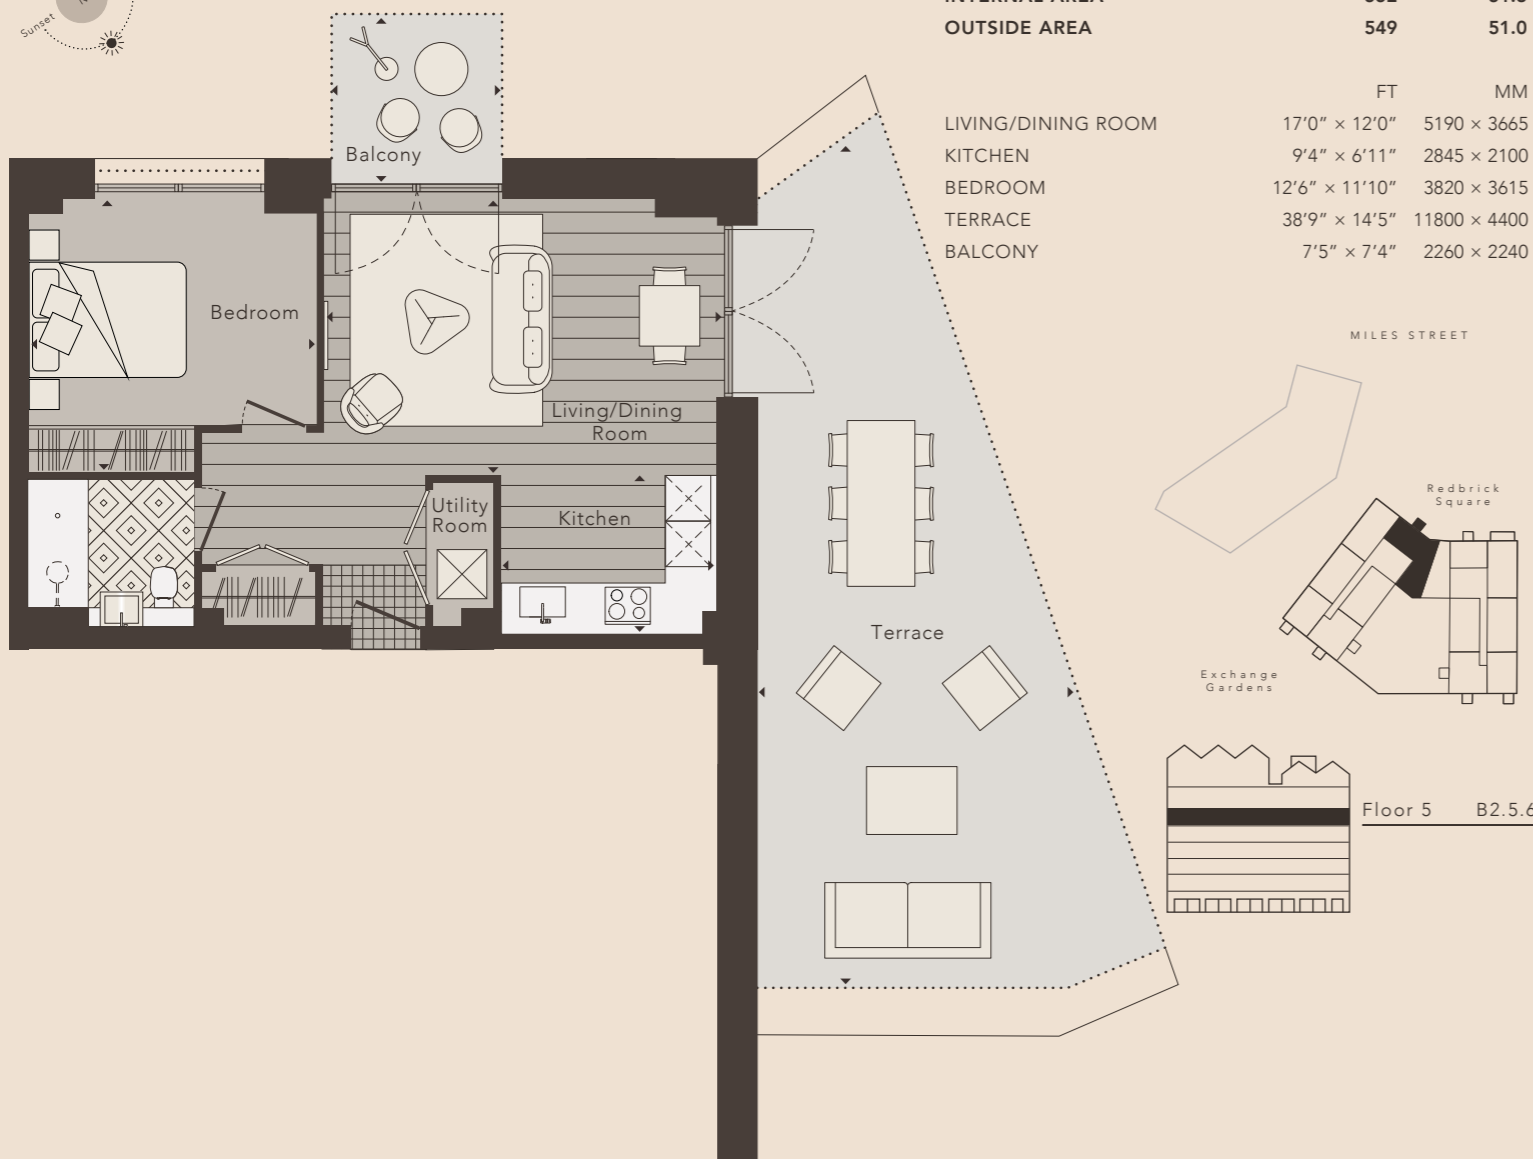 Sunset
OUTSIDE AREA 549 51.0
FT MM
LIVING/DINING ROOM 17'0" × 12'0" 5190 × 3665
KITCHEN 9'4" × 6'11" 2845 × 2100
BEDROOM 12'6" × 11'10" 3820 × 3615
TERRACE 38'9" × 14'5" 11800 × 4400
BALCONY 7'5" × 7'4" 2260 × 2240
Balcony
Bedroom
Living/Dining
Room
Utility
Room
Kitchen
Terrace
MILES STREET
Redbrick
Square
Exchange
Gardens
Floor 5 B2.5.6